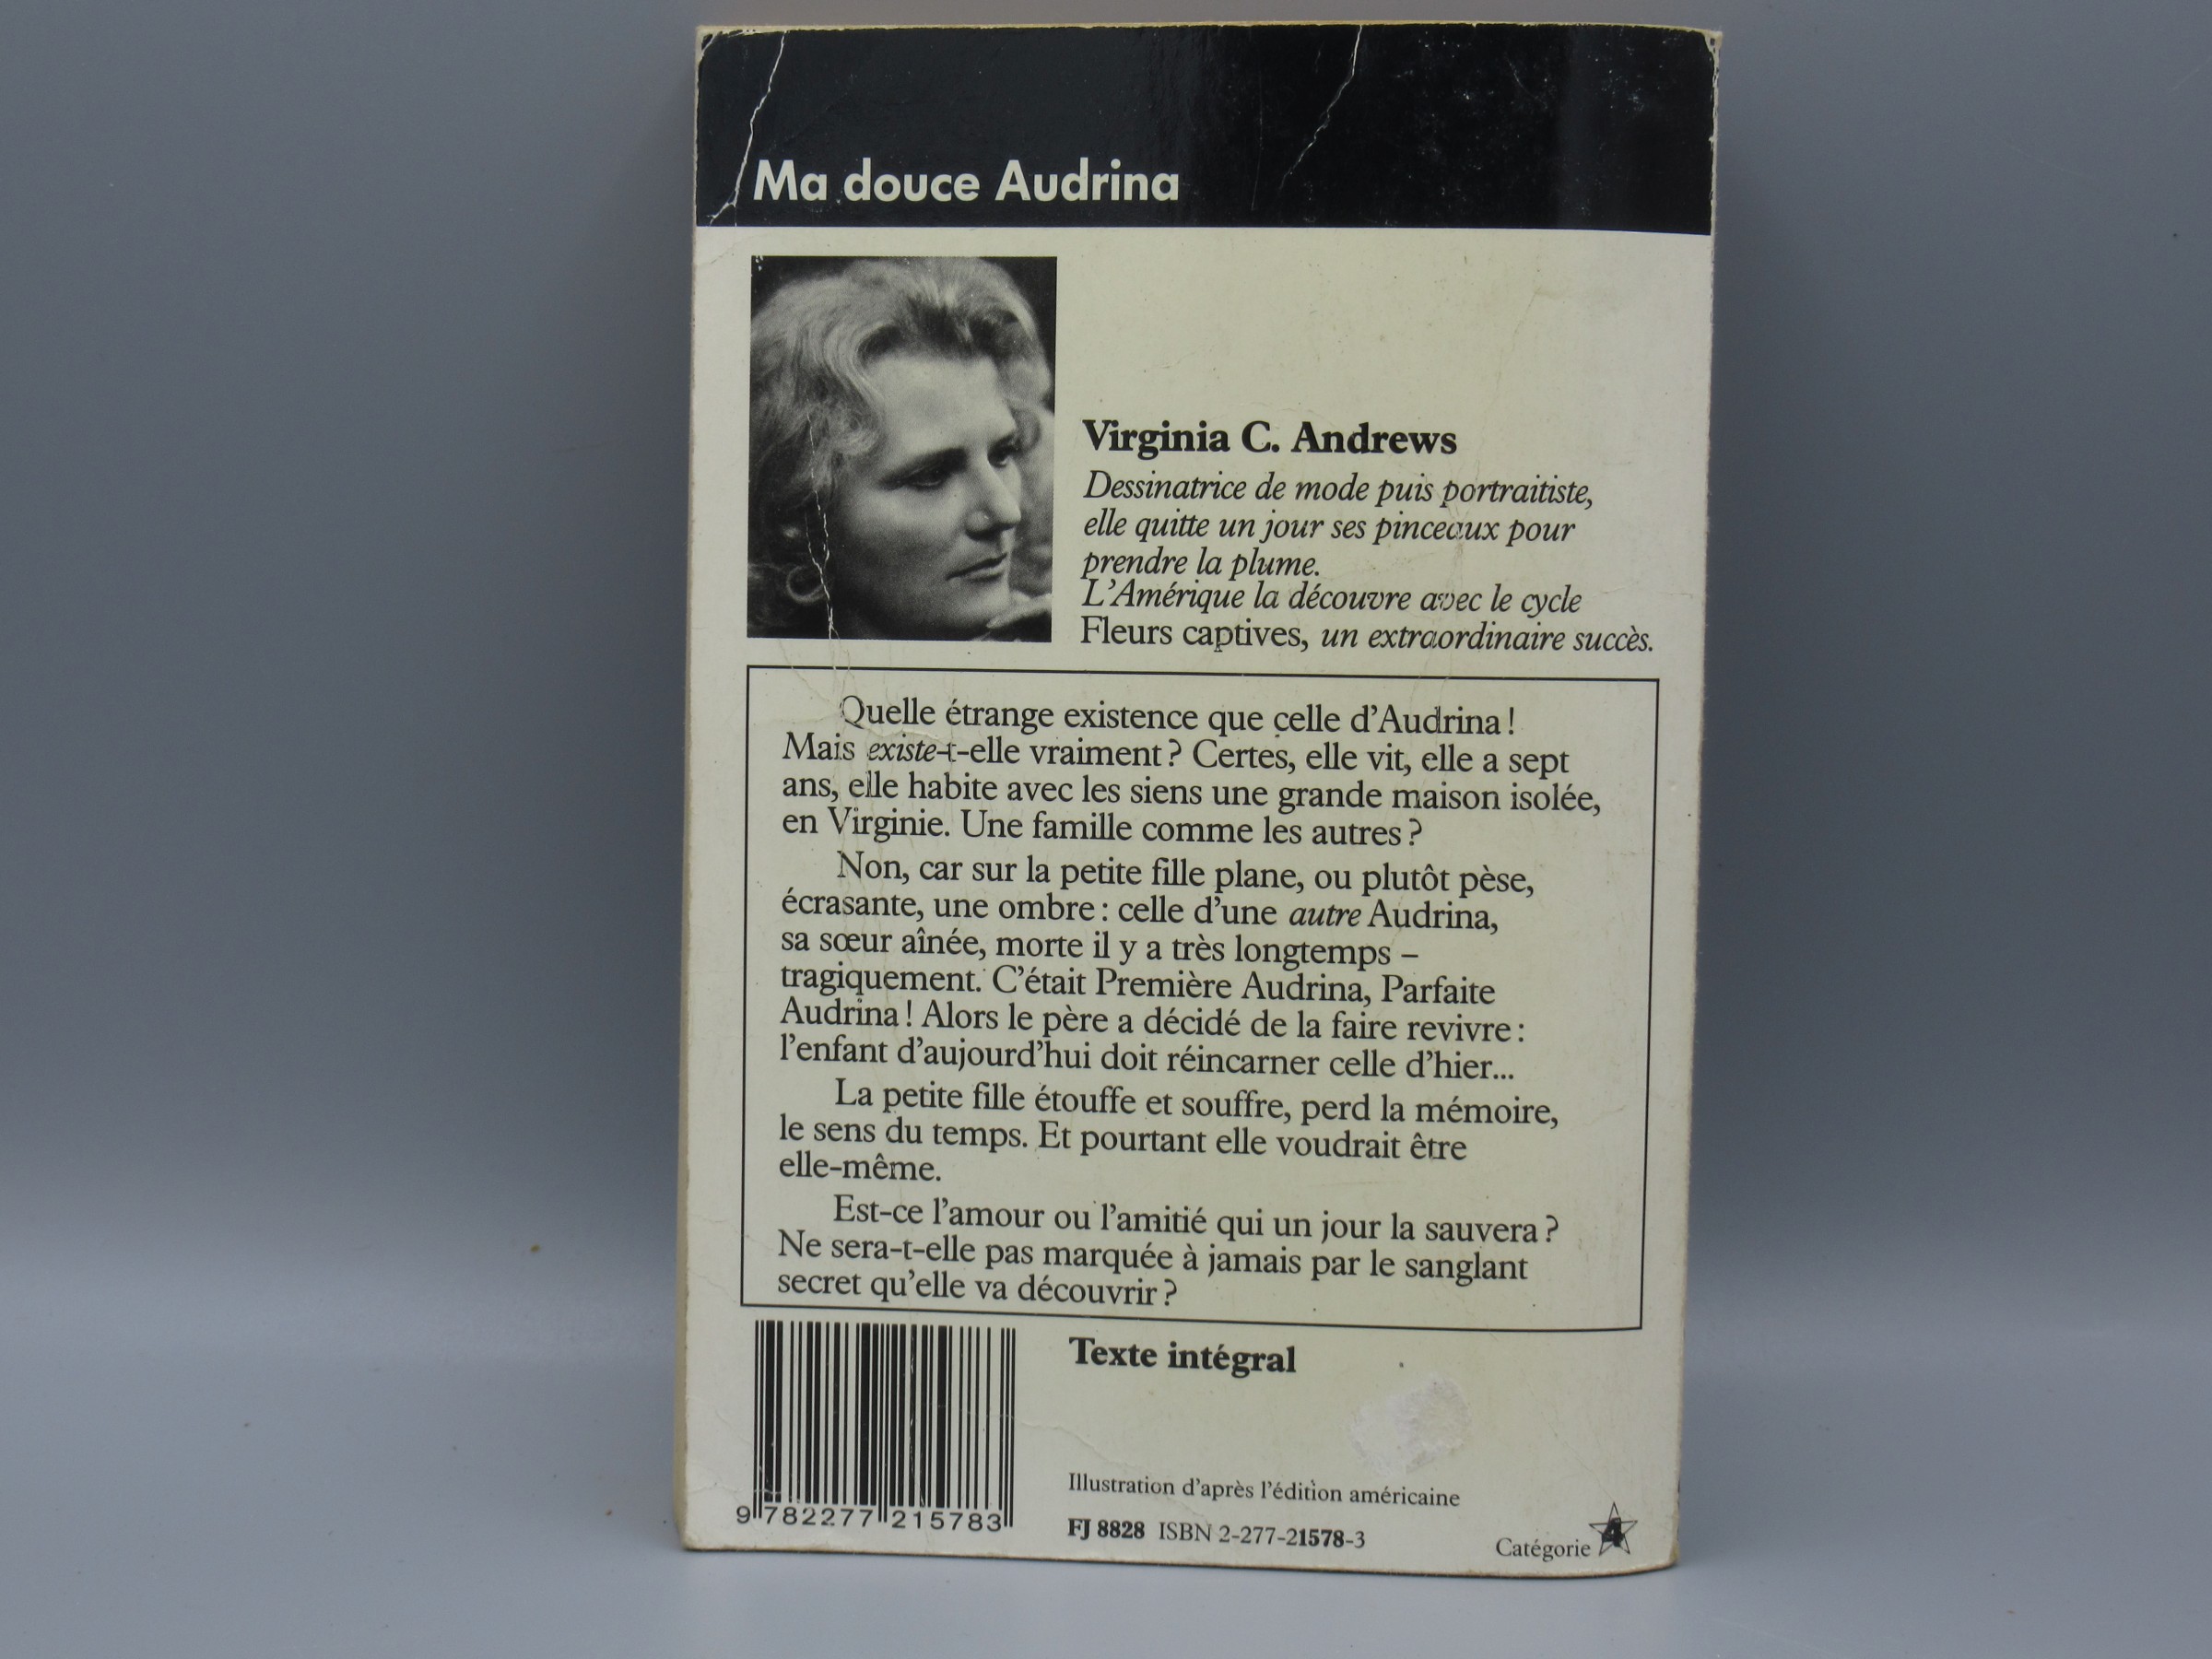 Ma douce Audrina
Virginia C. Andrews
Dessinatrice de mode puis portraitiste,
elle quitte un jour ses pinceaux pour
prendre la plume.
L'Amérique la découvre avec le cycle
Fleurs captives, un extraordinaire succès.
Quelle étrange existence que celle d'Audrina !
Mais existe-t-elle vraiment ? Certes, elle vit, elle a sept
ans, elle habite avec les siens une grande maison isolée,
en Virginie. Une famille comme les autres ?
Non, car sur la petite fille plane, ou plutôt pèse,
écrasante, une ombre : celle d'une autre Audrina,
sa sœur aînée, morte il y a très longtemps –
tragiquement. C'était Première Audrina, Parfaite
Audrina ! Alors le père a décidé de la faire revivre :
l'enfant d'aujourd'hui doit réincarner celle d'hier...
La petite fille étouffe et souffre, perd la mémoire,
le sens du temps. Et pourtant elle voudrait être
elle-même.
Est-ce l'amour ou l'amitié qui un jour la sauvera ?
Ne sera-t-elle pas marquée à jamais par le sanglant
secret qu'elle va découvrir ?
Texte intégral
Illustration d'après l'édition américaine
9 782277 215783
FJ 8828 ISBN 2-277-21578-3
Catégorie 4